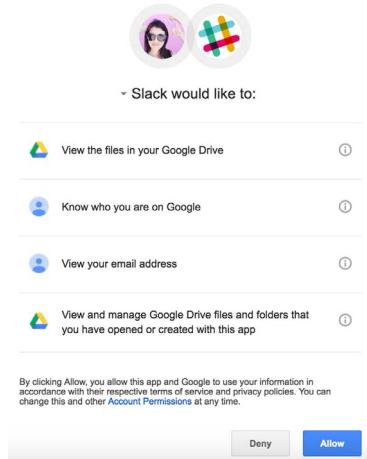 Slack would like to:
View the files in your Google Drive
Know who you are on Google
View your email address
View and manage Google Drive files and folders that
you have opened or created with this app
By clicking Allow, you allow this app and Google to use your information in
accordance with their respective terms of service and privacy policies. You can
change this and other Account Permissions at any time.
Deny
Allow